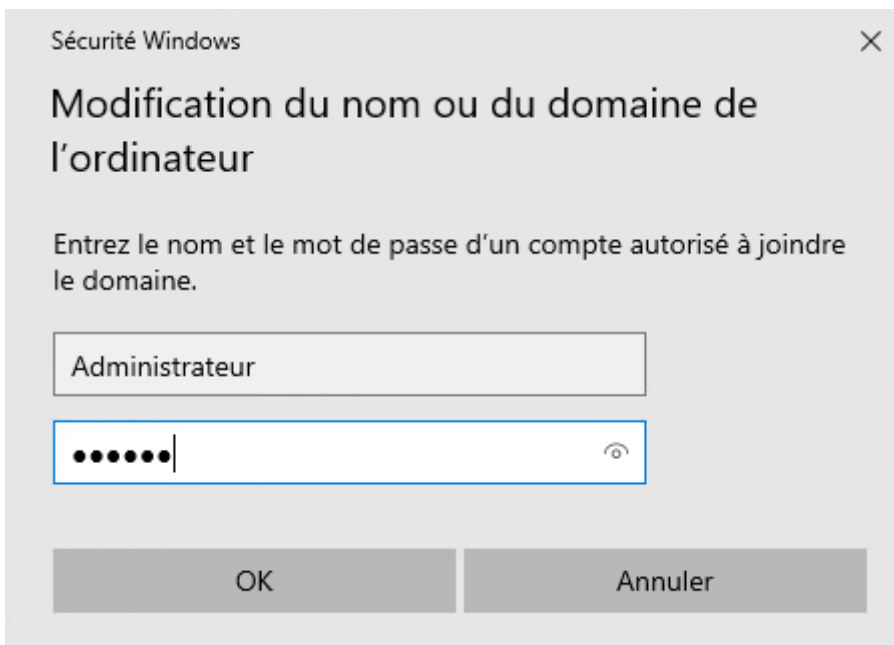 Sécurité Windows
Modification du nom ou du domaine de
l’ordinateur
Entrez le nom et le mot de passe d’un compte autorisé à joindre
le domaine.
Administrateur
••••••
OK
Annuler